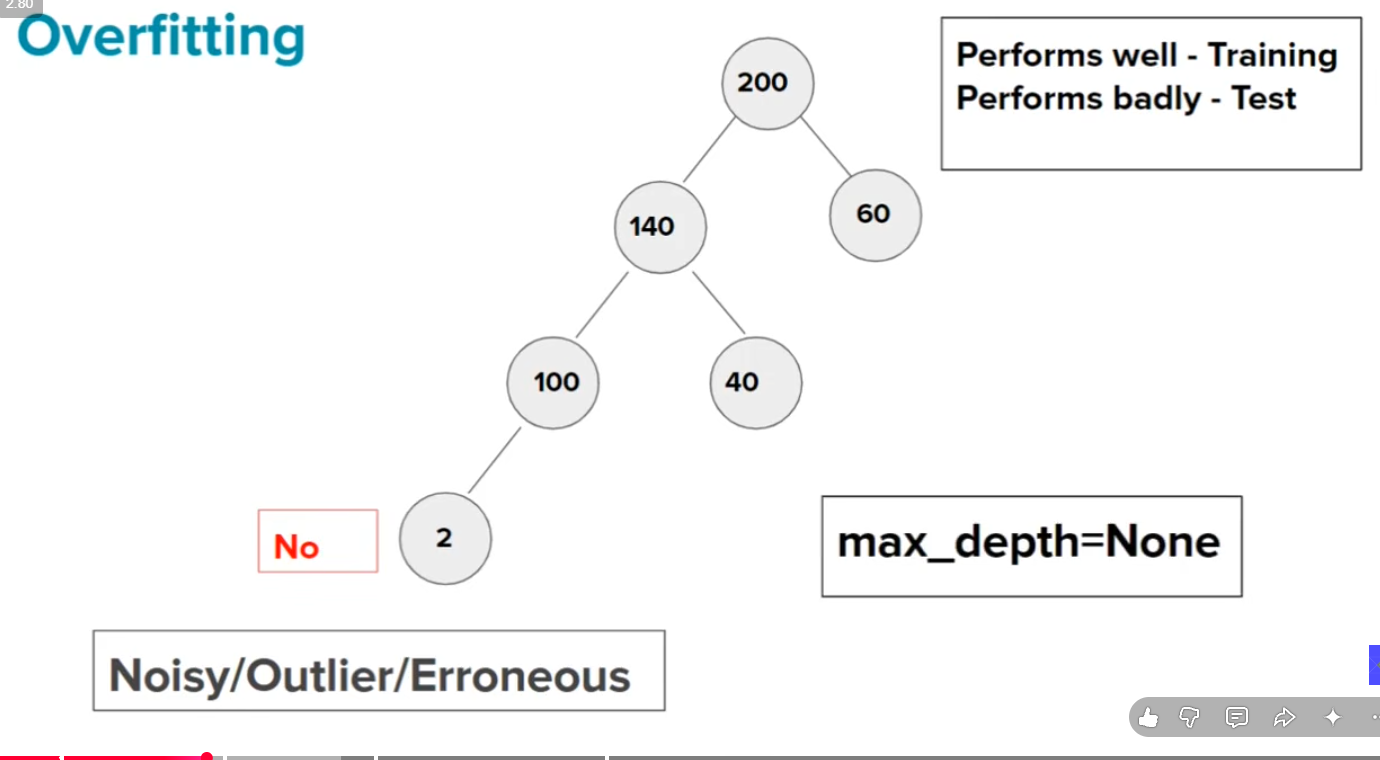 2.80
Overfitting
Performs well - Training
Performs badly - Test
200
140
60
100
40
2
No
max_depth=None
Noisy/Outlier/Erroneous